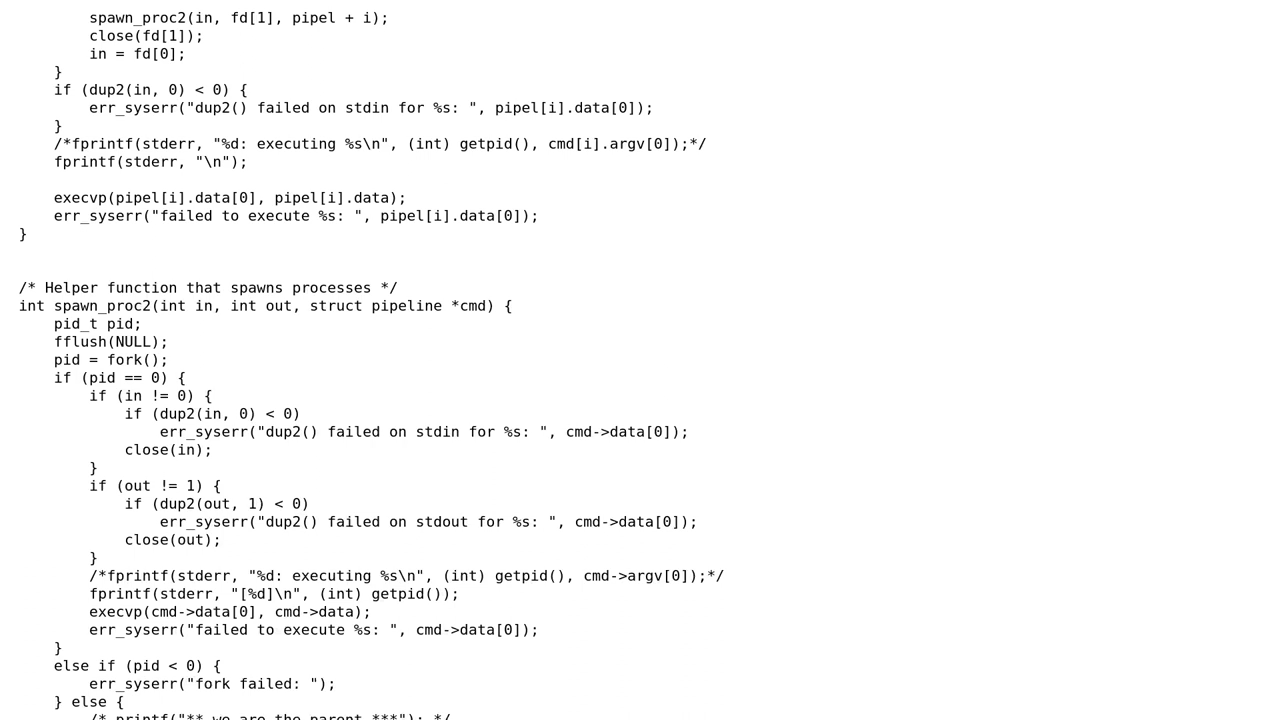 spawn_proc2(in, fd[1], pipel + i);
        close(fd[1]);
        in = fd[0];
    }
    if (dup2(in, 0) < 0) {
        err_syserr("dup2() failed on stdin for %s: ", pipel[i].data[0]);
    }
    /*fprintf(stderr, "%d: executing %s\n", (int) getpid(), cmd[i].argv[0]);*/
    fprintf(stderr, "\n");

    execvp(pipel[i].data[0], pipel[i].data);
    err_syserr("failed to execute %s: ", pipel[i].data[0]);
}


/* Helper function that spawns processes */
int spawn_proc2(int in, int out, struct pipeline *cmd) {
    pid_t pid;
    fflush(NULL);
    pid = fork();
    if (pid == 0) {
        if (in != 0) {
            if (dup2(in, 0) < 0)
                err_syserr("dup2() failed on stdin for %s: ", cmd->data[0]);
            close(in);
        }
        if (out != 1) {
            if (dup2(out, 1) < 0)
                err_syserr("dup2() failed on stdout for %s: ", cmd->data[0]);
            close(out);
        }
        /*fprintf(stderr, "%d: executing %s\n", (int) getpid(), cmd->argv[0]);*/
        fprintf(stderr, "[%d]\n", (int) getpid());
        execvp(cmd->data[0], cmd->data);
        err_syserr("failed to execute %s: ", cmd->data[0]);
    }
    else if (pid < 0) {
        err_syserr("fork failed: ");
    } else {
        /* printf("** we are the parent ***"); */